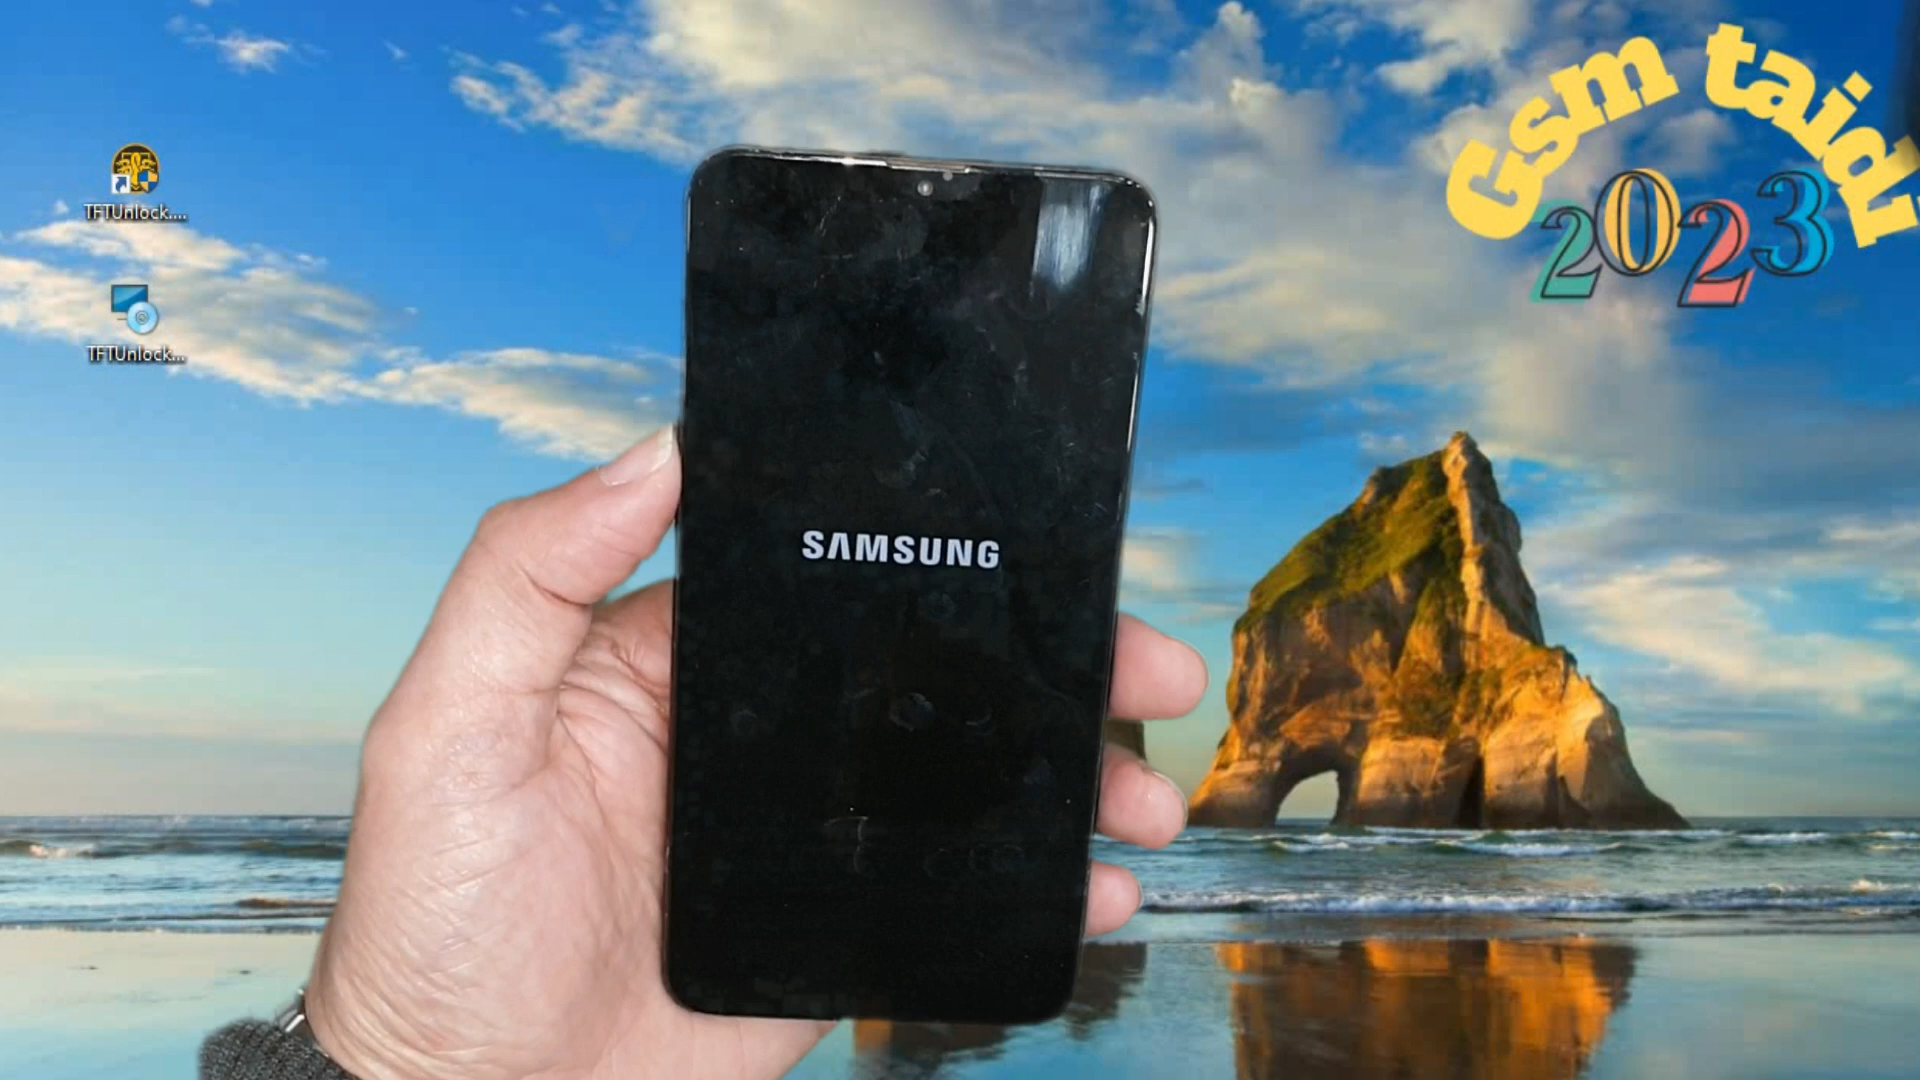 Gsm taidi
2023
TFTUnlock....
TFTUnlock...
SAMSUNG